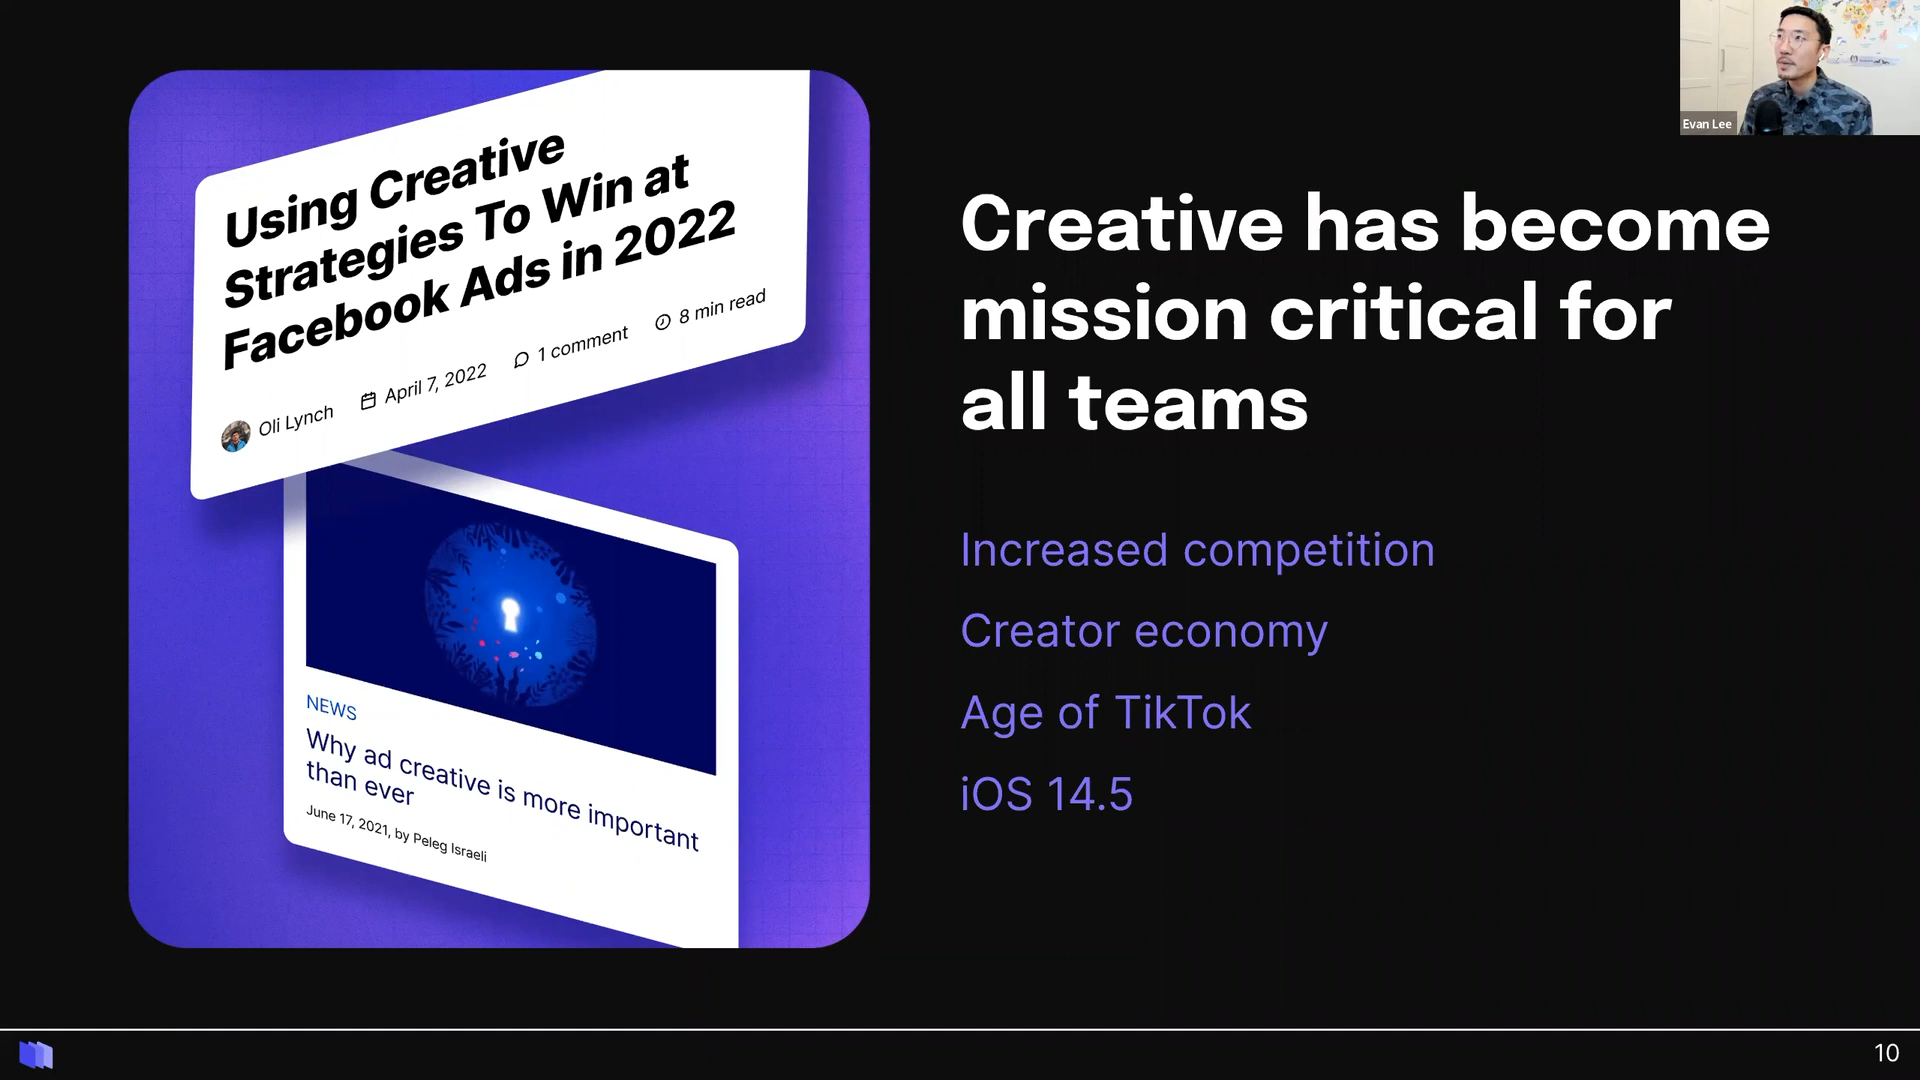 Using Creative
Strategies To Win at
Facebook Ads in 2022
Oli Lynch April 7, 2022 1 comment 8 min read
NEWS
Why ad creative is more important
than ever
June 17, 2021, by Peleg Israeli
Creative has become
mission critical for
all teams
Increased competition
Creator economy
Age of TikTok
iOS 14.5
Evan Lee
10